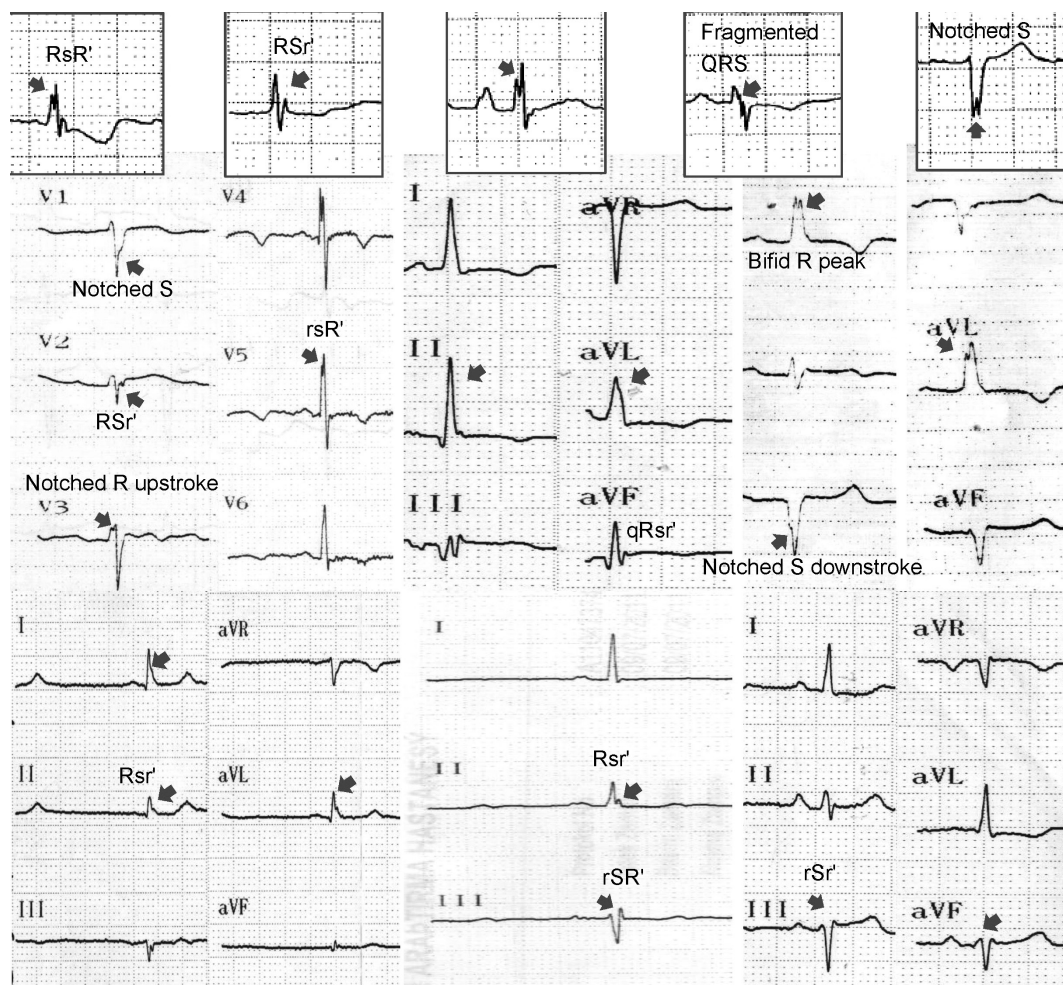 RsR'
RSr'
Fragmented
QRS
Notched S
V1
V4
I
aVR
Notched S
Bifid R peak
V2
rsR'
V5
II
aVL
aVL
RSr'
Notched R upstroke
V3
V6
III
aVF
qRsr'
aVF
Notched S downstroke
I
aVR
I
I
aVR
II
Rsr'
aVL
II
Rsr'
II
aVL
III
aVF
III
rSR'
rSr'
III
aVF